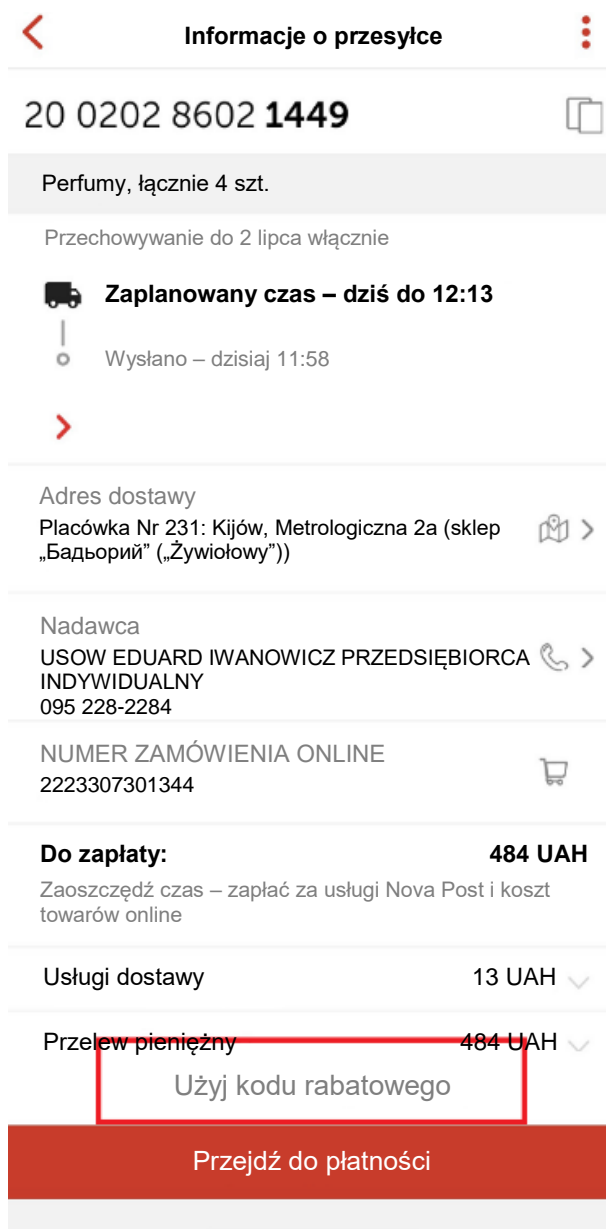 Informacje o przesyłce
20 0202 8602 1449
Perfumy, łącznie 4 szt.
Przechowywanie do 2 lipca włącznie
Zaplanowany czas – dziś do 12:13
Wysłano – dzisiaj 11:58
Adres dostawy
Placówka Nr 231: Kijów, Metrologiczna 2a (sklep
„Бадьорий” („Żywiołowy”))
Nadawca
USOW EDUARD IWANOWICZ PRZEDSIĘBIORCA
INDYWIDUALNY
095 228-2284
NUMER ZAMÓWIENIA ONLINE
2223307301344
Do zapłaty: 484 UAH
Zaoszczędź czas – zapłać za usługi Nova Post i koszt
towarów online
Usługi dostawy 13 UAH
Przelew pieniężny 484 UAH
Użyj kodu rabatowego
Przejdź do płatności